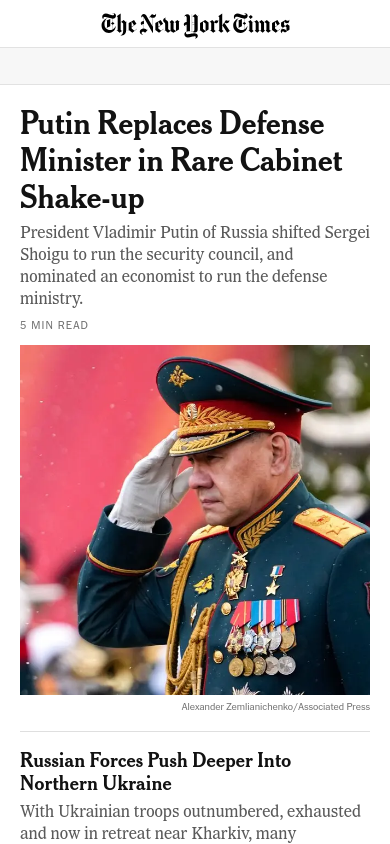 The New York Times
Putin Replaces Defense
Minister in Rare Cabinet
Shake-up
President Vladimir Putin of Russia shifted Sergei
Shoigu to run the security council, and
nominated an economist to run the defense
ministry.
5 MIN READ
Alexander Zemlianichenko/Associated Press
Russian Forces Push Deeper Into
Northern Ukraine
With Ukrainian troops outnumbered, exhausted
and now in retreat near Kharkiv, many